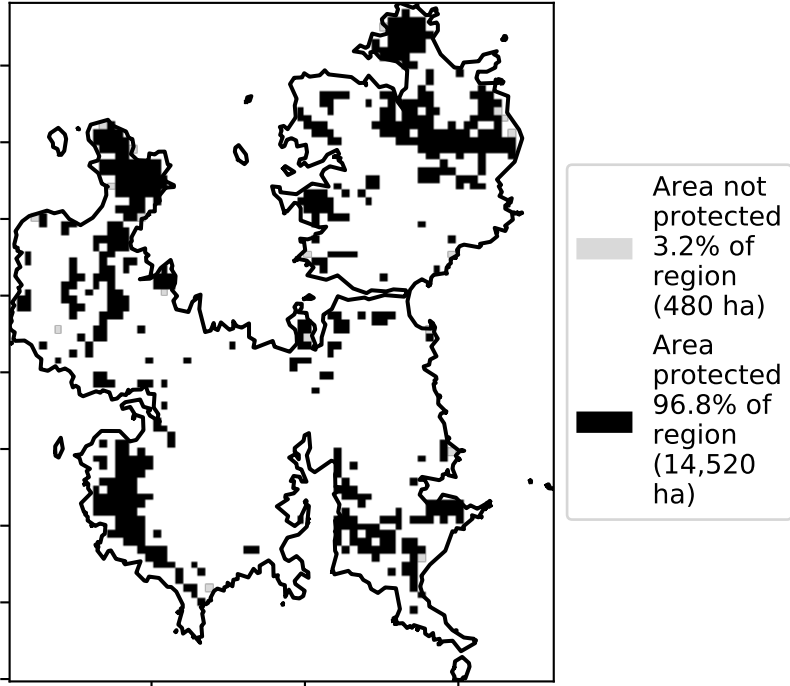 Area not
protected
3.2% of
region
(480 ha)
Area
protected
96.8% of
region
(14,520
ha)